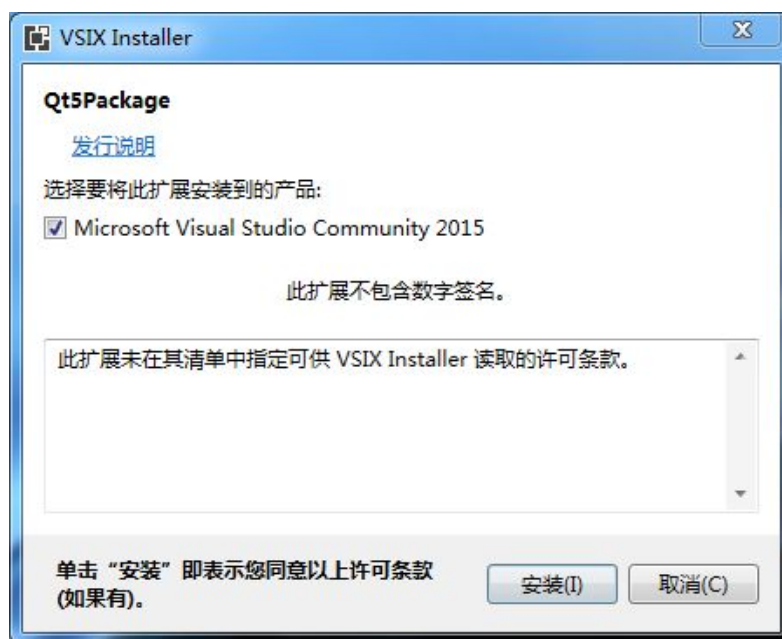 VSIX Installer
Qt5Package
发行说明
选择要将此扩展安装到的产品:
Microsoft Visual Studio Community 2015
此扩展不包含数字签名。
此扩展未在其清单中指定可供 VSIX Installer 读取的许可条款。
单击“安装”即表示您同意以上许可条款
(如果有)。
安装(I)
取消(C)